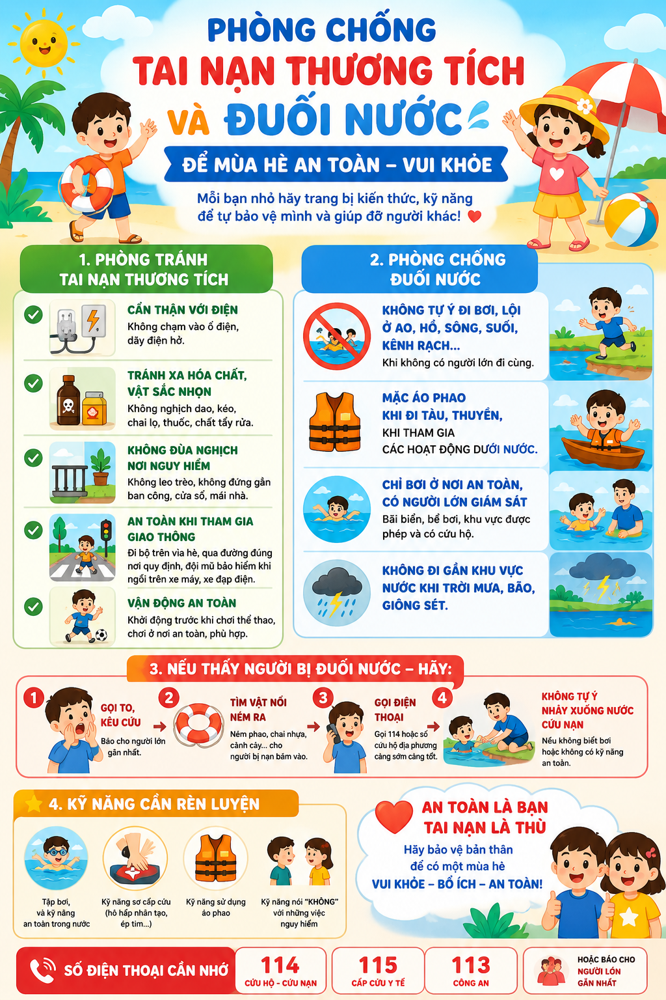 PHÒNG CHỐNG
TAI NẠN THƯƠNG TÍCH
VÀ ĐUỐI NƯỚC
ĐỂ MÙA HÈ AN TOÀN – VUI KHỎE
Mỗi bạn nhỏ hãy trang bị kiến thức, kỹ năng
để tự bảo vệ mình và giúp đỡ người khác!
1. PHÒNG TRÁNH
TAI NẠN THƯƠNG TÍCH
CẨN THẬN VỚI ĐIỆN
Không chạm vào ổ điện,
dây điện hở.
TRÁNH XA HÓA CHẤT,
VẬT SẮC NHỌN
Không nghịch dao, kéo,
chai lọ, thuốc, chất tẩy rửa.
KHÔNG ĐÙA NGHỊCH
NƠI NGUY HIỂM
Không leo trèo, không đứng gần
ban công, cửa sổ, mái nhà.
AN TOÀN KHI THAM GIA
GIAO THÔNG
Đi bộ trên vỉa hè, qua đường đúng
nơi quy định, đội mũ bảo hiểm khi
ngồi trên xe máy, xe đạp điện.
VẬN ĐỘNG AN TOÀN
Khởi động trước khi chơi thể thao,
chơi ở nơi an toàn, phù hợp.
2. PHÒNG CHỐNG
ĐUỐI NƯỚC
KHÔNG TỰ Ý ĐI BƠI, LỘI
Ở AO, HỒ, SÔNG, SUỐI,
KÊNH RẠCH...
Khi không có người lớn đi cùng.
MẶC ÁO PHAO
KHI ĐI TÀU, THUYỀN,
KHI THAM GIA
CÁC HOẠT ĐỘNG DƯỚI NƯỚC.
CHỈ BƠI Ở NƠI AN TOÀN,
CÓ NGƯỜI LỚN GIÁM SÁT
Bãi biển, bể bơi, khu vực được
phép và có cứu hộ.
KHÔNG ĐI GẦN KHU VỰC
NƯỚC KHI TRỜI MƯA, BÃO,
GIÔNG SÉT.
3. NẾU THẤY NGƯỜI BỊ ĐUỐI NƯỚC – HÃY:
1
GỌI TO,
KÊU CỨU
Báo cho người lớn
gần nhất.
2
TÌM VẬT NỔI
NÉM RA
Ném phao, chai nhựa,
cành cây... cho
người bị nạn bám vào.
3
GỌI ĐIỆN
THOẠI
Gọi 114 hoặc số
cứu hộ địa phương
càng sớm càng tốt.
4
KHÔNG TỰ Ý
NHẢY XUỐNG NƯỚC
CỨU NẠN
Nếu không biết bơi
hoặc không có kỹ năng
an toàn.
4. KỸ NĂNG CẦN RÈN LUYỆN
Tập bơi,
và kỹ năng
an toàn trong nước
Kỹ năng sơ cấp cứu
(hô hấp nhân tạo,
ép tim...)
Kỹ năng sử dụng
áo phao
Kỹ năng nói "KHÔNG"
với những việc
nguy hiểm
AN TOÀN LÀ BẠN
TAI NẠN LÀ THÙ
Hãy bảo vệ bản thân
để có một mùa hè
VUI KHỎE – BỔ ÍCH – AN TOÀN!
SỐ ĐIỆN THOẠI CẦN NHỚ
114
CỨU HỘ - CỨU NẠN
115
CẤP CỨU Y TẾ
113
CÔNG AN
HOẶC BÁO CHO
NGƯỜI LỚN
GẦN NHẤT